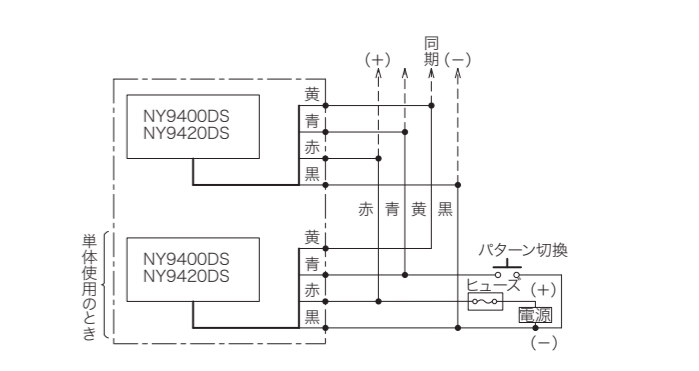 同期
(＋)
(－)
黄
NY9400DS
NY9420DS
青
赤
黒
赤
青
黄
黒
単体使用のとき
黄
NY9400DS
NY9420DS
青
赤
黒
パターン切換
ヒューズ
(＋)
電源
(－)